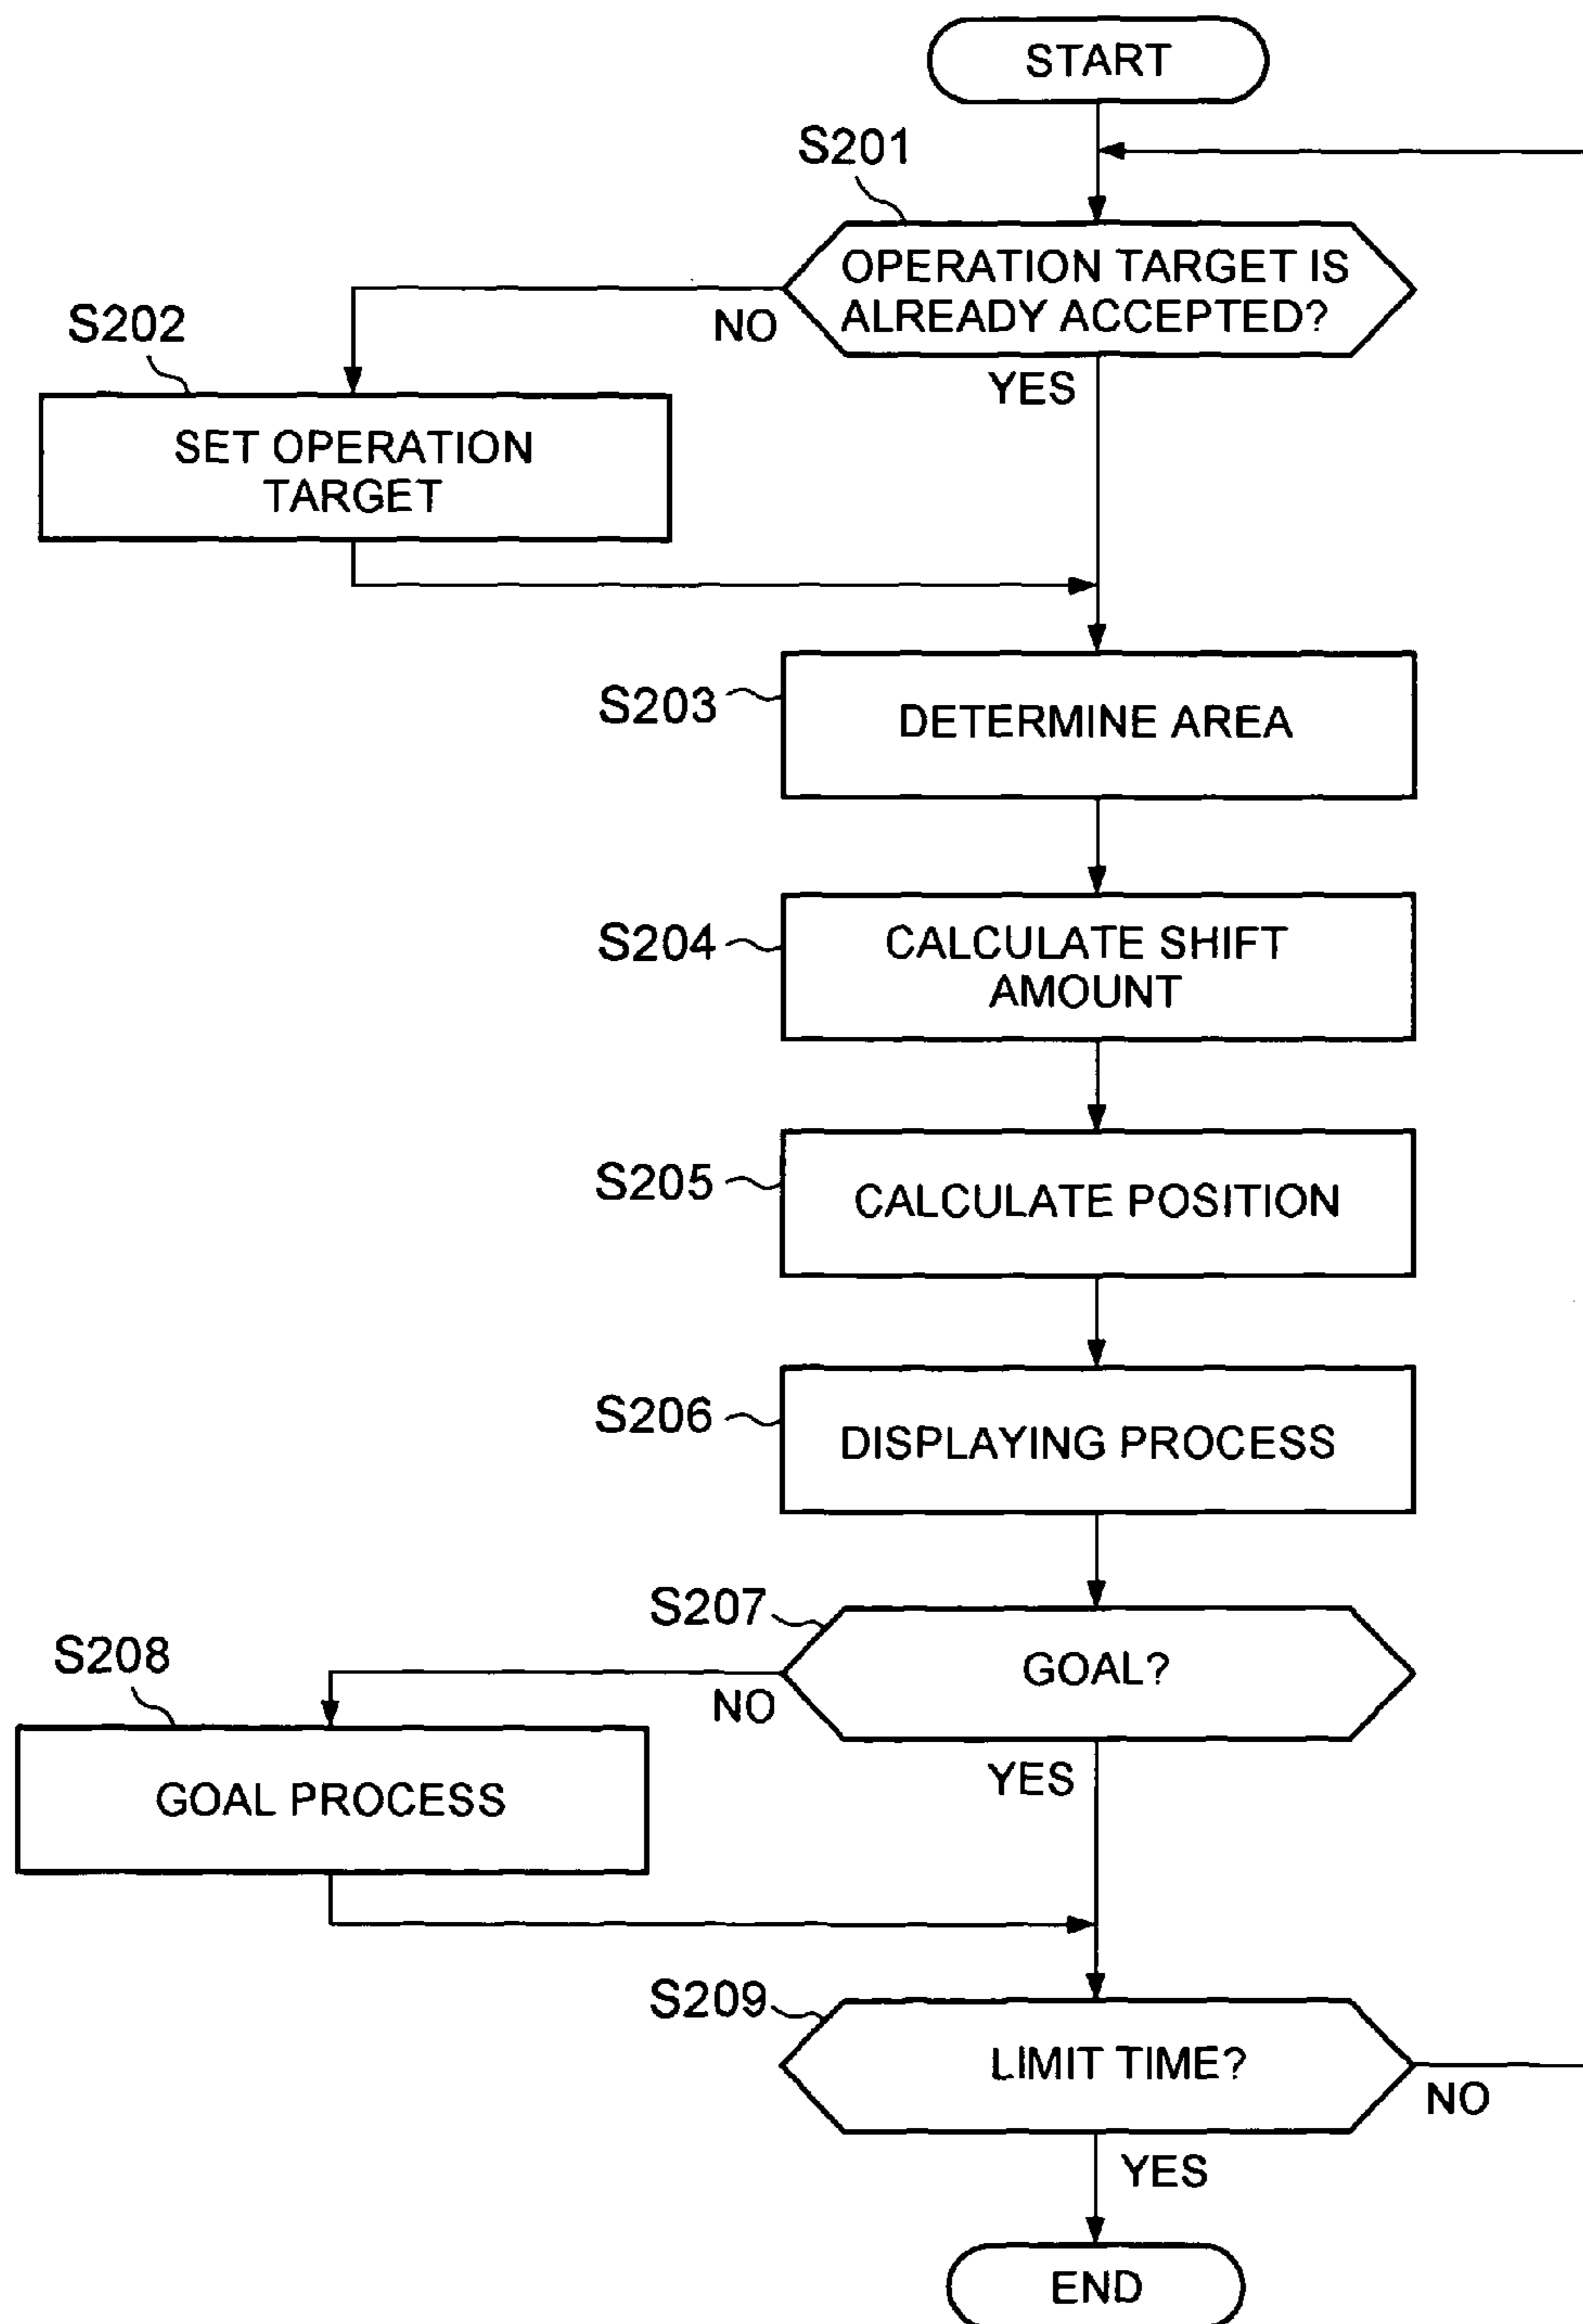 START
S201
OPERATION TARGET IS
ALREADY ACCEPTED?
NO
YES
S202
SET OPERATION
TARGET
S203
DETERMINE AREA
S204
CALCULATE SHIFT
AMOUNT
S205
CALCULATE POSITION
S206
DISPLAYING PROCESS
S207
GOAL?
NO
YES
S208
GOAL PROCESS
S209
LIMIT TIME?
NO
YES
END